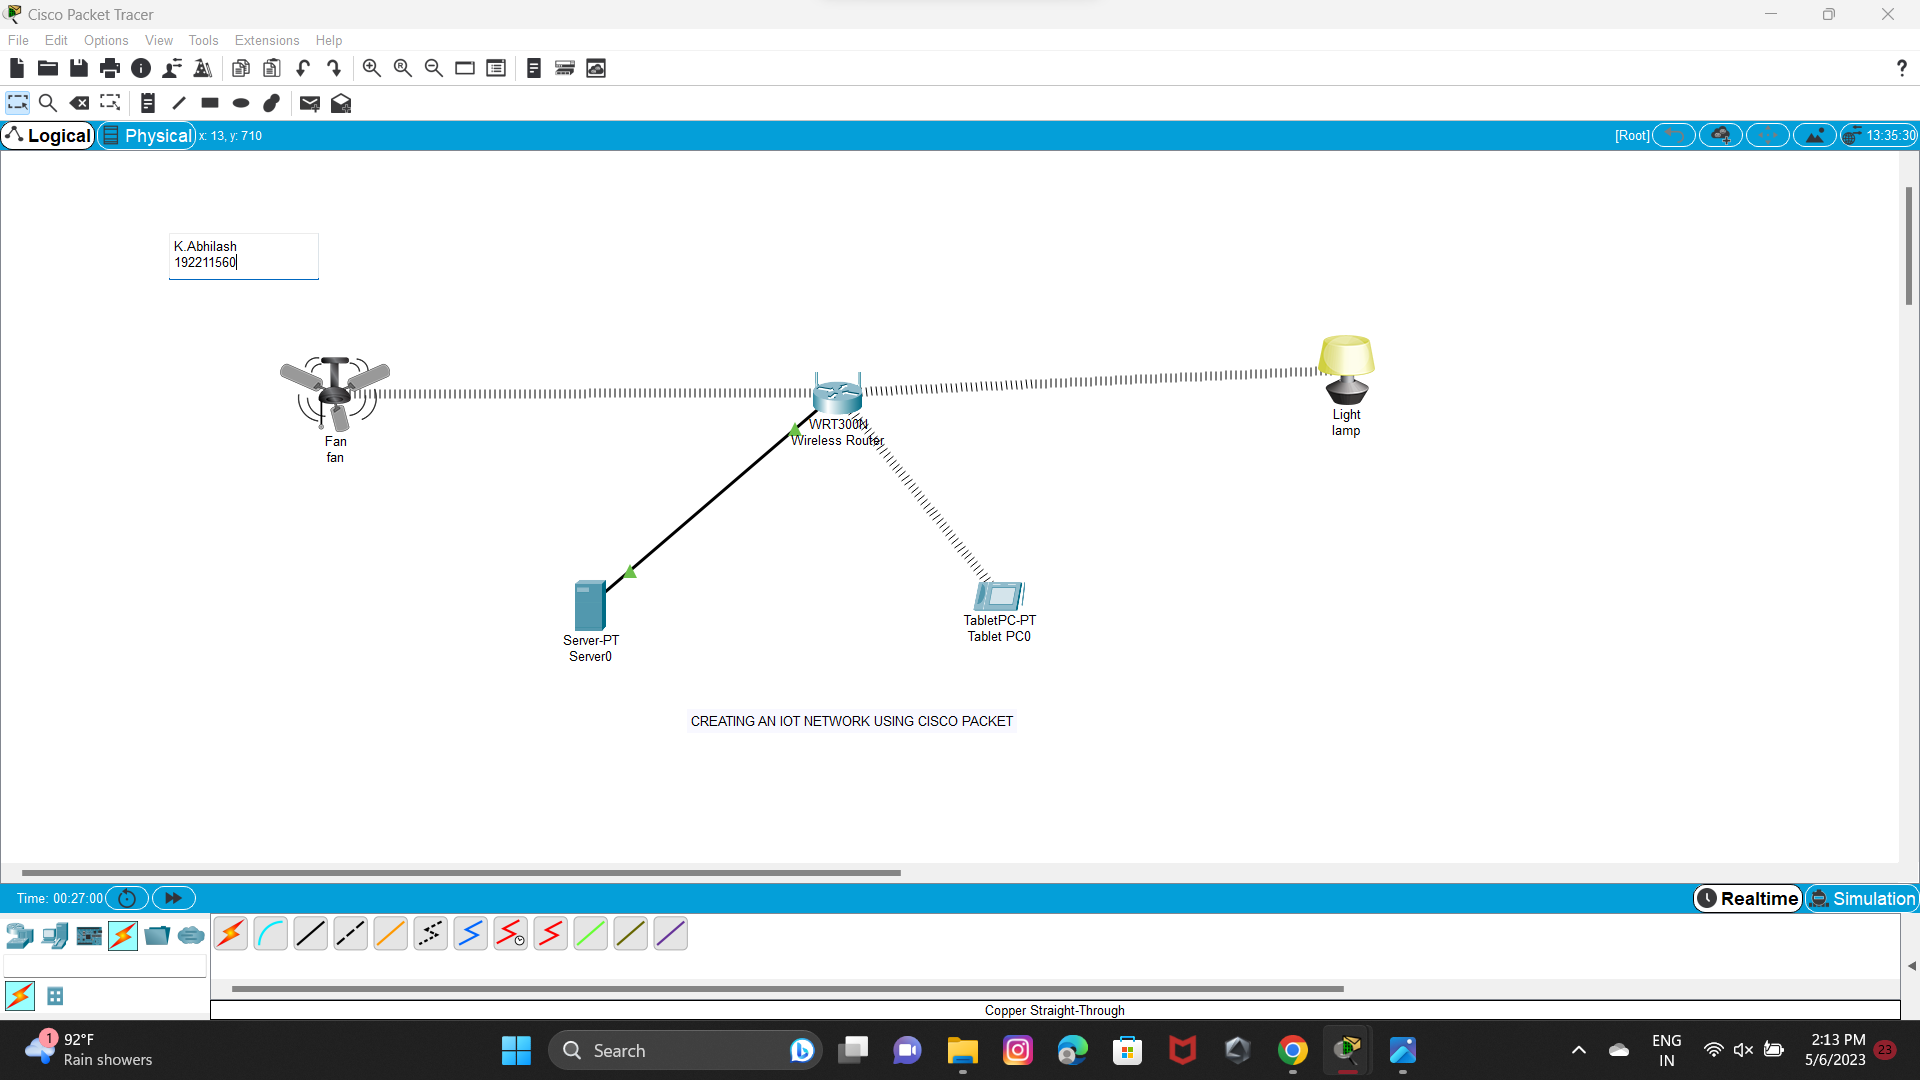 Cisco Packet Tracer
File Edit Options View Tools Extensions Help
?
Logical Physical x: 13, y: 710 [Root] 13:35:30
K.Abhilash
192211560
Fan
fan
WRT300N
Wireless Router
Light
lamp
Server-PT
Server0
TabletPC-PT
Tablet PC0
CREATING AN IOT NETWORK USING CISCO PACKET
Time: 00:27:00 Realtime Simulation
Copper Straight-Through
1 92°F
Rain showers
Search
ENG
IN
2:13 PM
5/6/2023
23